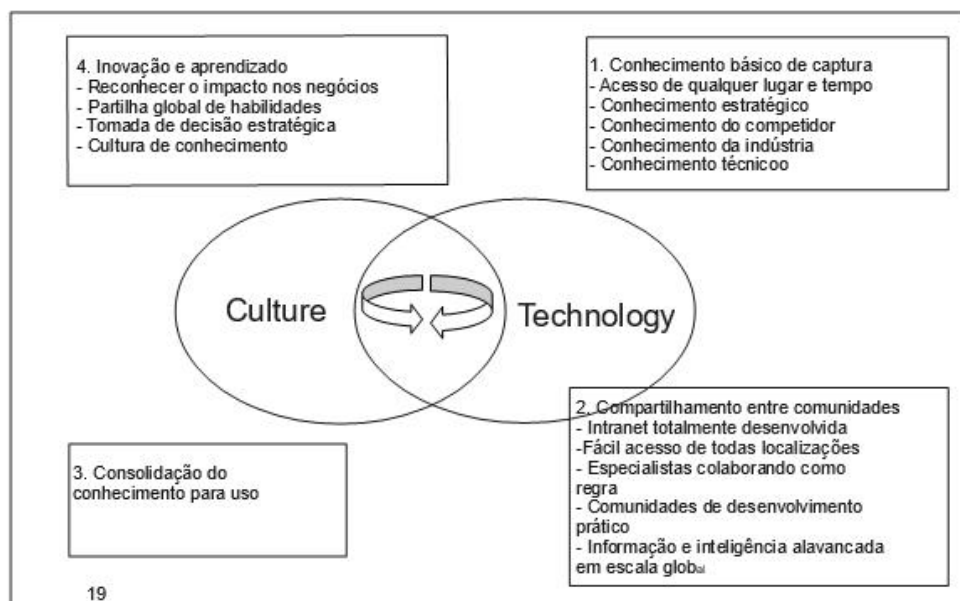 4. Inovação e aprendizado
- Reconhecer o impacto nos negócios
- Partilha global de habilidades
- Tomada de decisão estratégica
- Cultura de conhecimento
1. Conhecimento básico de captura
- Acesso de qualquer lugar e tempo
- Conhecimento estratégico
- Conhecimento do competidor
- Conhecimento da indústria
- Conhecimento técnicoo
Culture
Technology
3. Consolidação do
conhecimento para uso
2. Compartilhamento entre comunidades
- Intranet totalmente desenvolvida
-Fácil acesso de todas localizações
- Especialistas colaborando como
regra
- Comunidades de desenvolvimento
prático
- Informação e inteligência alavancada
em escala global
19